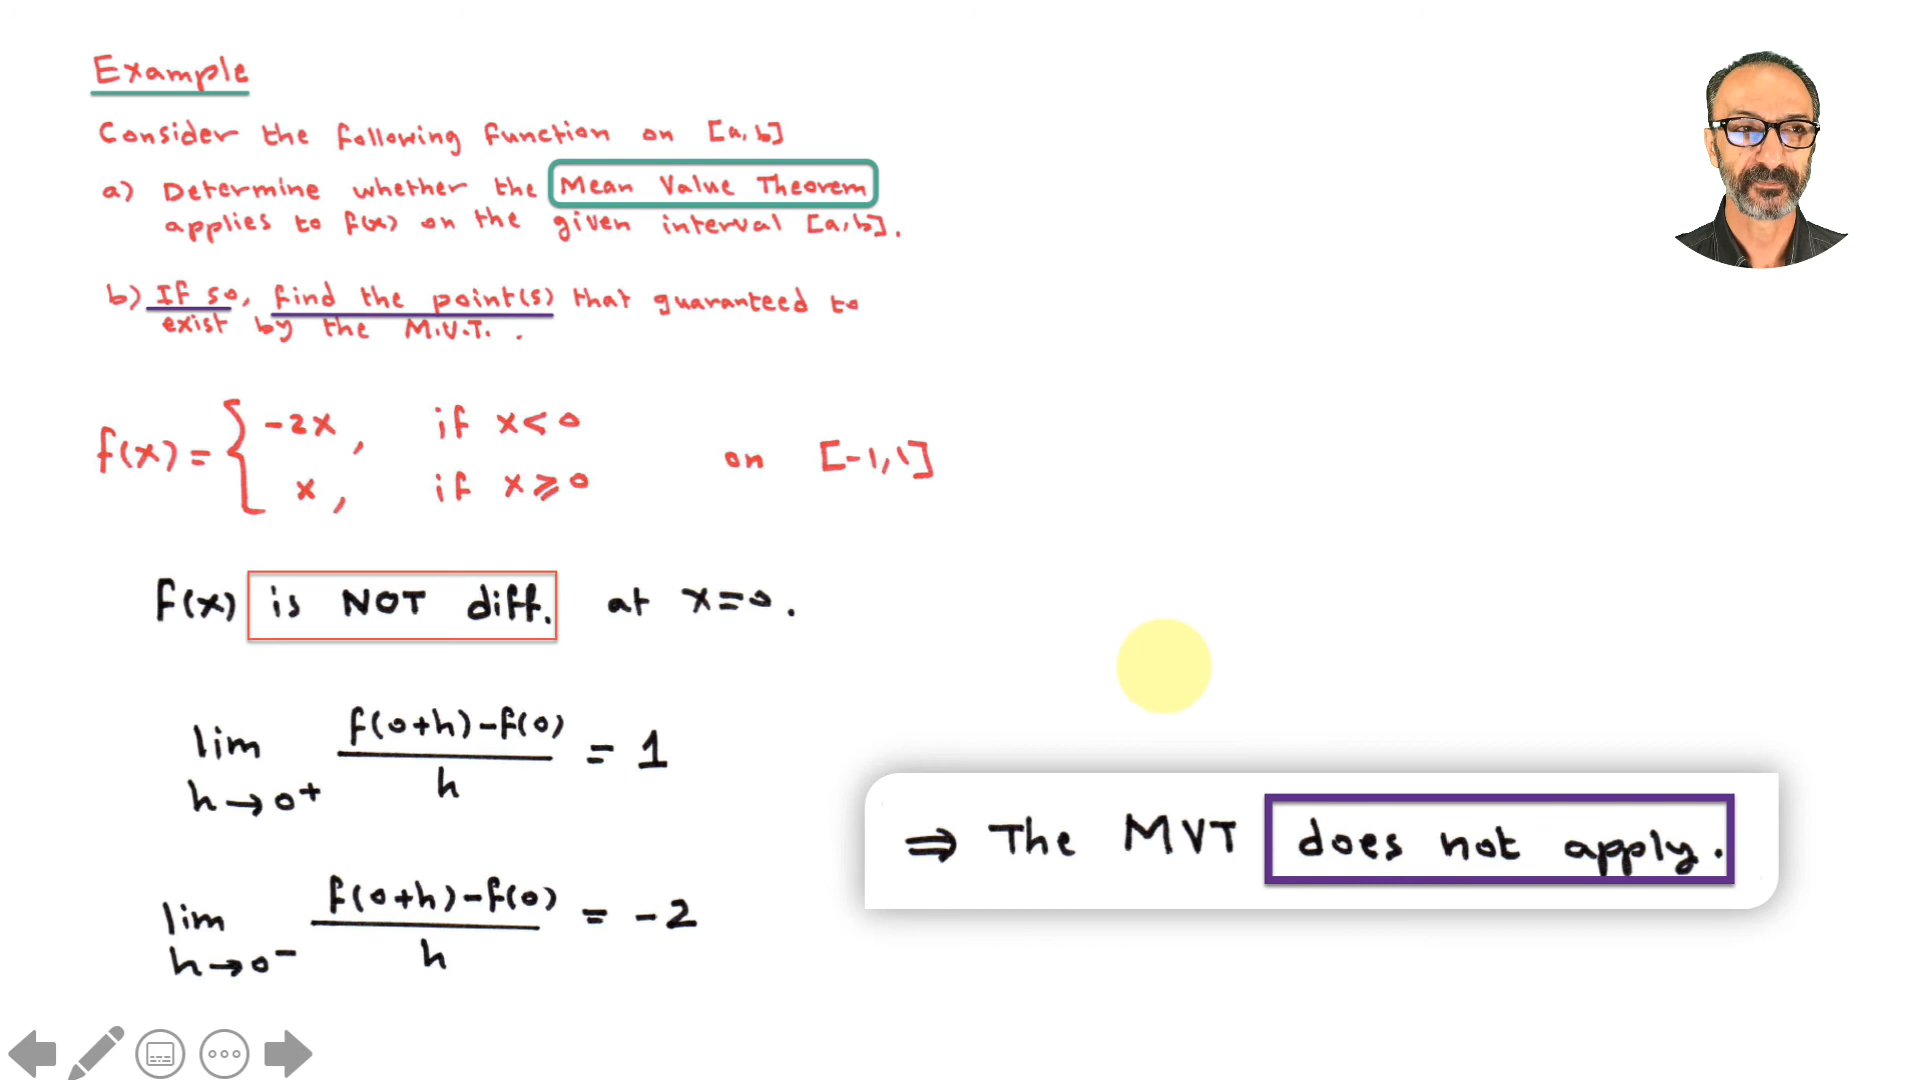 Example
Consider the following function on [a,b]
a) Determine whether the Mean Value Theorem
applies to f(x) on the given interval [a,b].
b) If so, find the point(s) that guaranteed to
exist by the M.V.T. .
f(x) = { -2x, if x < 0
x, if x ⩾ 0 on [-1,1]
f(x) is NOT diff. at x=0.
lim h→0+ f(0+h)-f(0) / h = 1
⇒ The MVT does not apply.
lim h→0- f(0+h)-f(0) / h = -2